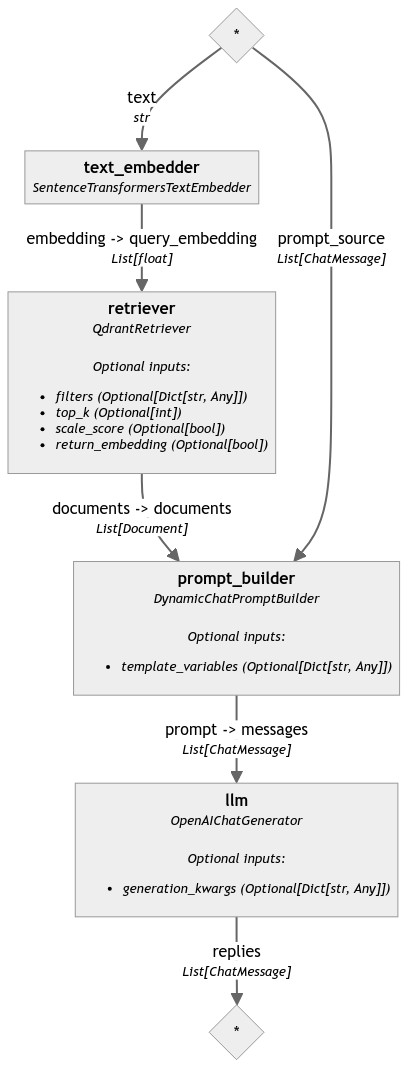 *
text
str
text_embedder
SentenceTransformersTextEmbedder
embedding -> query_embedding
List[float]
prompt_source
List[ChatMessage]
retriever
QdrantRetriever
Optional inputs:
• filters (Optional[Dict[str, Any]])
• top_k (Optional[int])
• scale_score (Optional[bool])
• return_embedding (Optional[bool])
documents -> documents
List[Document]
prompt_builder
DynamicChatPromptBuilder
Optional inputs:
• template_variables (Optional[Dict[str, Any]])
prompt -> messages
List[ChatMessage]
llm
OpenAIChatGenerator
Optional inputs:
• generation_kwargs (Optional[Dict[str, Any]])
replies
List[ChatMessage]
*